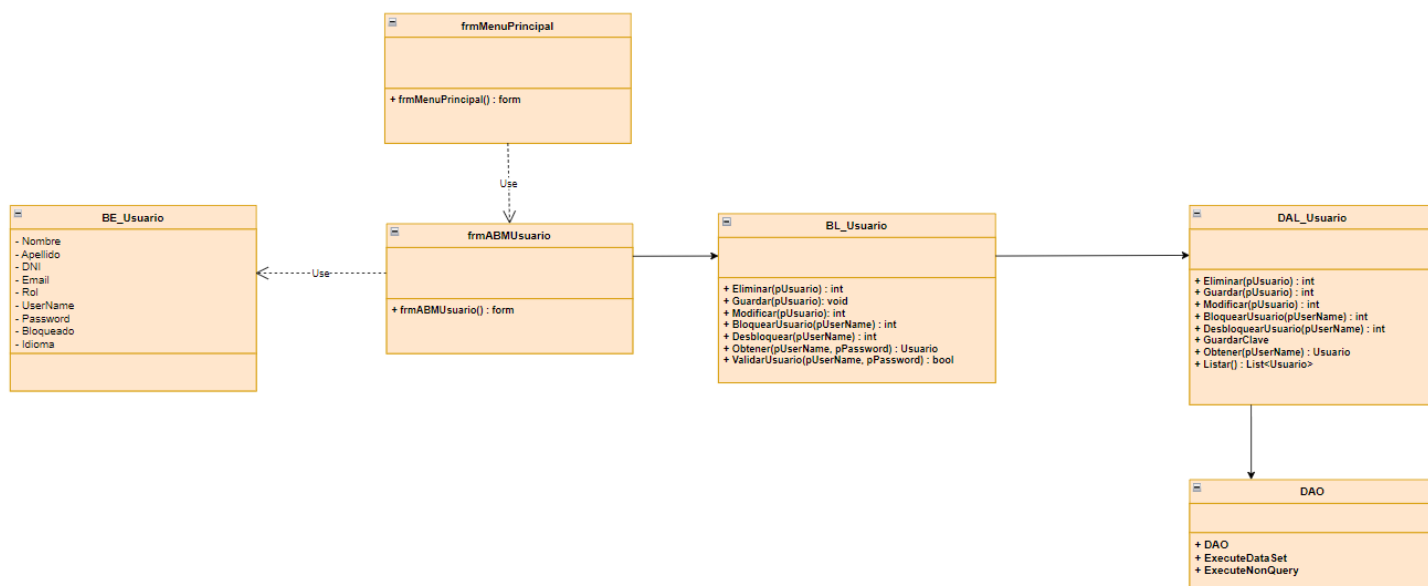 frmMenuPrincipal
+ frmMenuPrincipal() : form
Use
BE_Usuario
- Nombre
- Apellido
- DNI
- Email
- Rol
- UserName
- Password
- Bloqueado
- Idioma
Use
frmABMUsuario
+ frmABMUsuario() : form
BL_Usuario
+ Eliminar(pUsuario) : int
+ Guardar(pUsuario): void
+ Modificar(pUsuario): int
+ BloquearUsuario(pUserName) : int
+ Desbloquear(pUserName) : int
+ Obtener(pUserName, pPassword) : Usuario
+ ValidarUsuario(pUserName, pPassword) : bool
DAL_Usuario
+ Eliminar(pUsuario) : int
+ Guardar(pUsuario) : int
+ Modificar(pUsuario) : int
+ BloquearUsuario(pUserName) : int
+ DesbloquearUsuario(pUserName) : int
+ GuardarClave
+ Obtener(pUserName) : Usuario
+ Listar() : List<Usuario>
DAO
+ DAO
+ ExecuteDataSet
+ ExecuteNonQuery